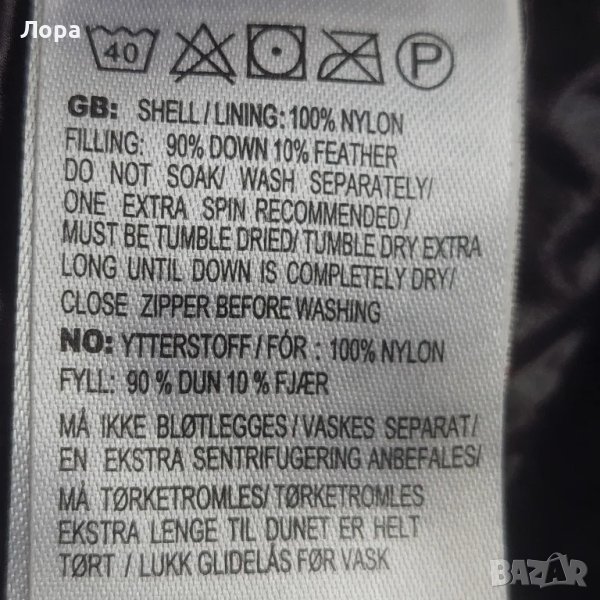 Лора
40 P
GB: SHELL/LINING: 100% NYLON
FILLING: 90% DOWN 10% FEATHER
DO NOT SOAK/ WASH SEPARATELY/
ONE EXTRA SPIN RECOMMENDED/
MUST BE TUMBLE DRIED/ TUMBLE DRY EXTRA
LONG UNTIL DOWN IS COMPLETELY DRY/
CLOSE ZIPPER BEFORE WASHING
NO: YTTERSTOFF/FÓR : 100% NYLON
FYLL: 90 % DUN 10 % FJÆR
MÅ IKKE BLØTLEGGES/VASKES SEPARAT/
EN EKSTRA SENTRIFUGERING ANBEFALES/
MÅ TØRKETROMLES/ TØRKETROMLES
EKSTRA LENGE TIL DUNET ER HELT
TØRT / LUKK GLIDELÅS FØR VASK
BAZAR